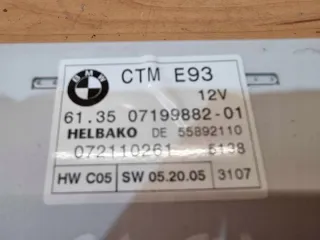 BMW
CTM E93
12V
61.35 07199882-01
HELBAKO DE 55892110
072110261 5138
HW C05 SW 05.20.05 3107